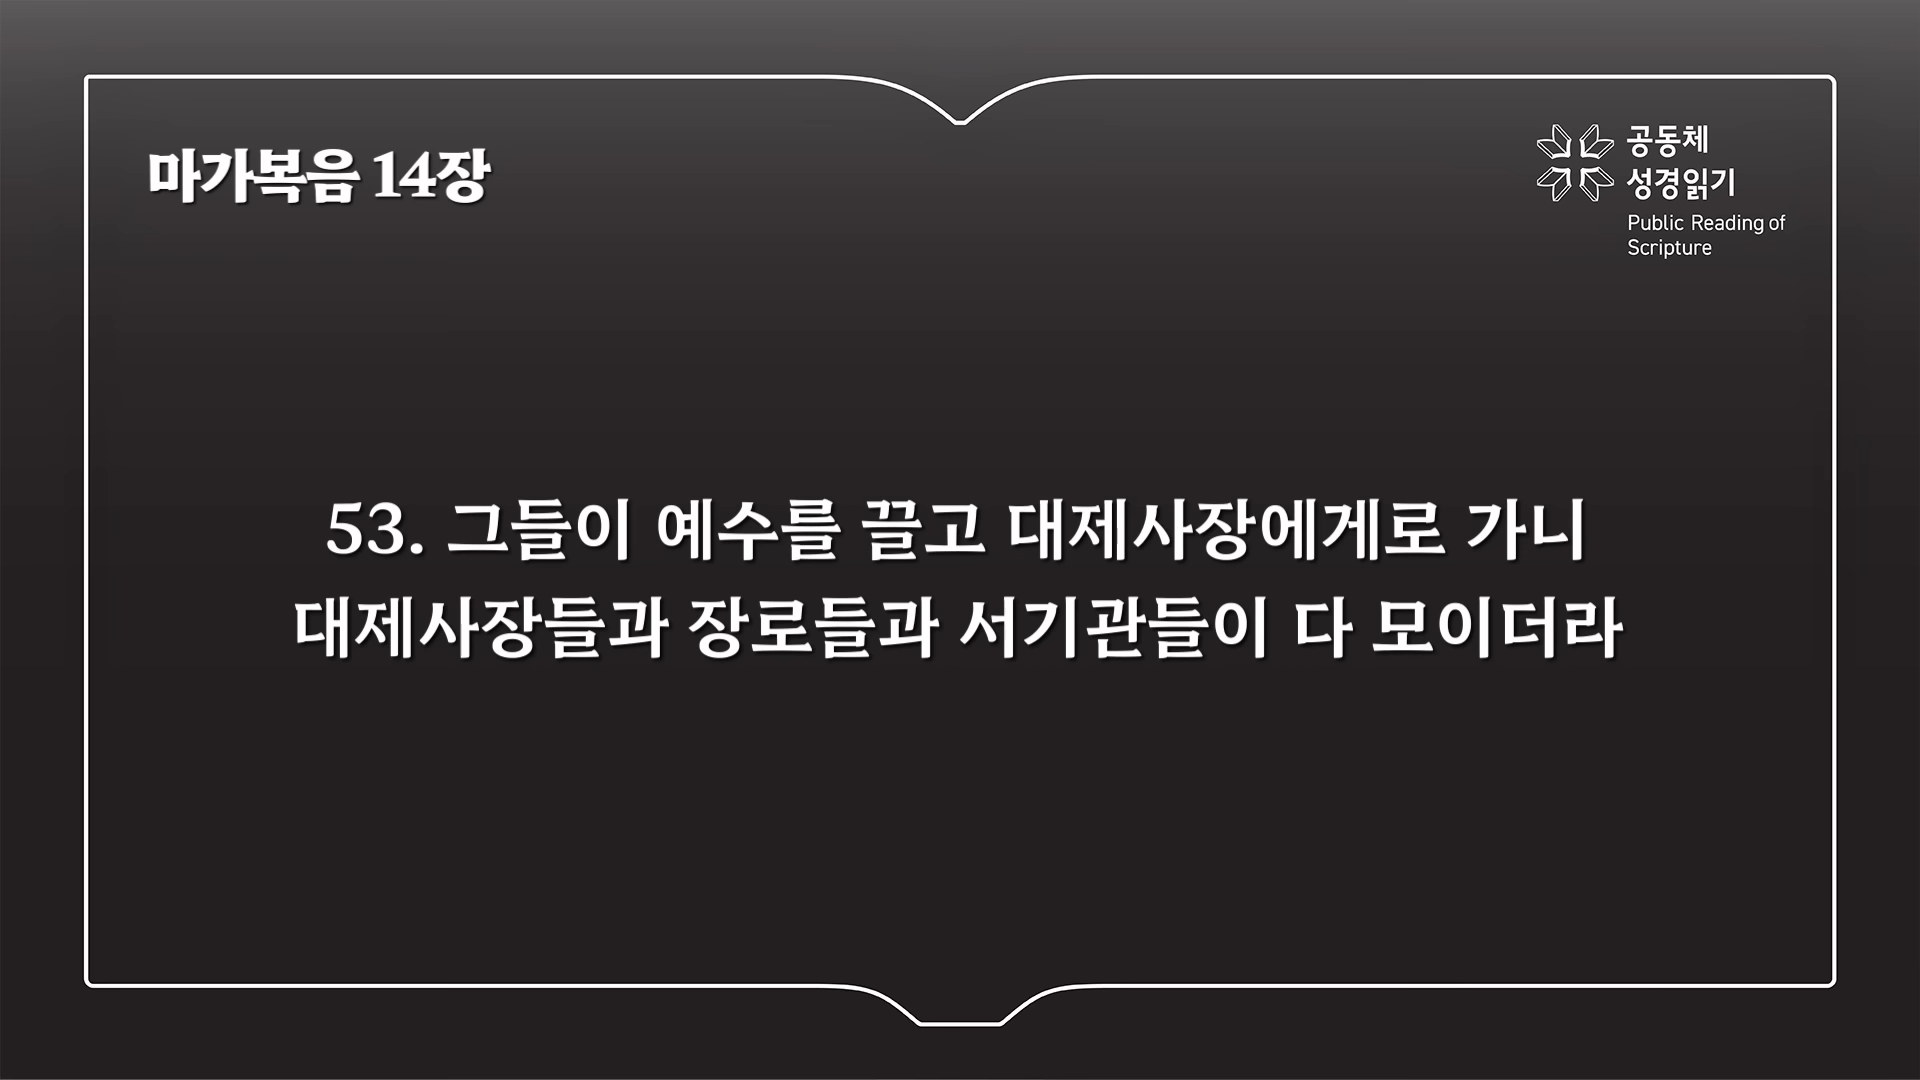 마가복음 14장
공동체
성경읽기
Public Reading of
Scripture
53. 그들이 예수를 끌고 대제사장에게로 가니
대제사장들과 장로들과 서기관들이 다 모이더라